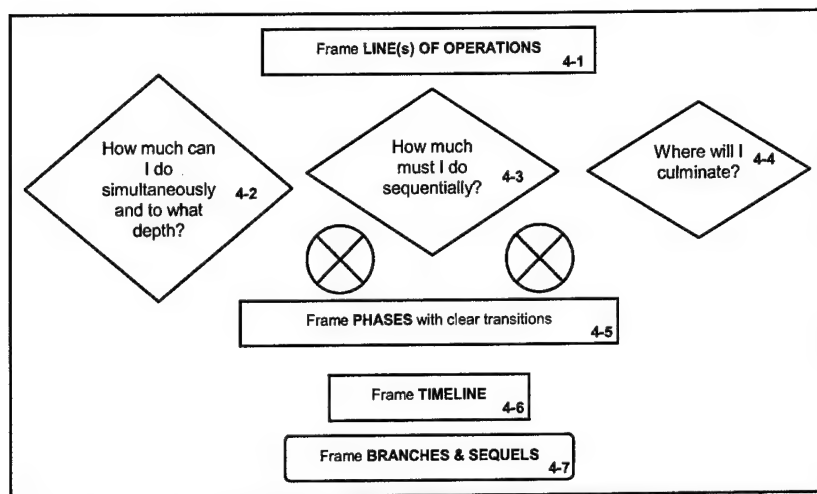 Frame LINE(s) OF OPERATIONS
4-1
How much can
I do
simultaneously
and to what
depth?
4-2
How much
must I do
sequentially?
4-3
Where will I
culminate?
4-4
Frame PHASES with clear transitions
4-5
Frame TIMELINE
4-6
Frame BRANCHES & SEQUELS
4-7